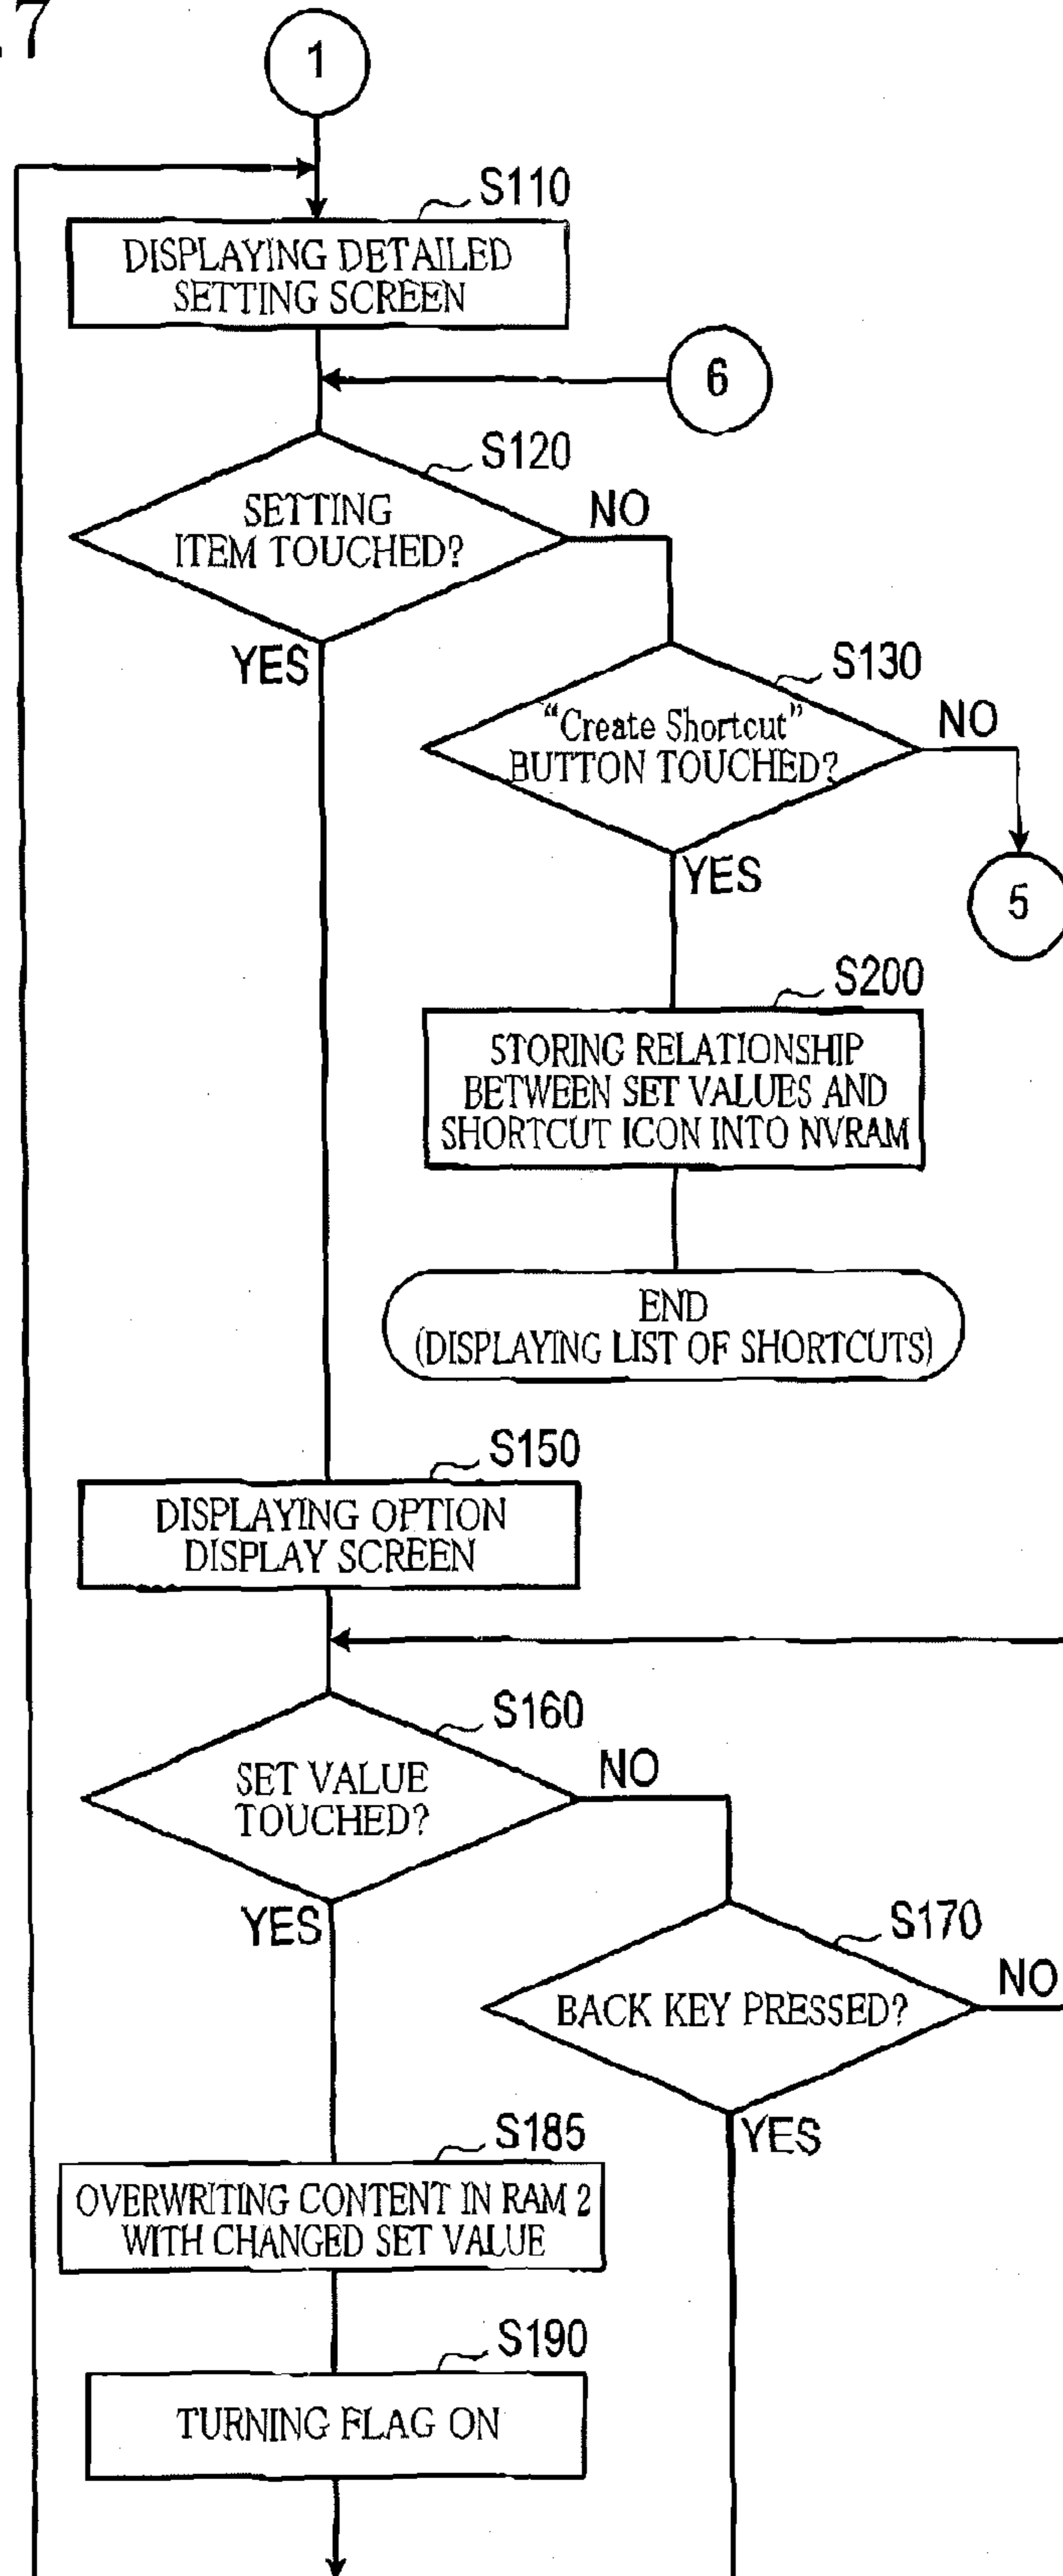 .7
1
S110
DISPLAYING DETAILED
SETTING SCREEN
6
S120
SETTING
ITEM TOUCHED?
NO
YES
S130
“Create Shortcut”
BUTTON TOUCHED?
NO
YES
5
S200
STORING RELATIONSHIP
BETWEEN SET VALUES AND
SHORTCUT ICON INTO NVRAM
END
(DISPLAYING LIST OF SHORTCUTS)
S150
DISPLAYING OPTION
DISPLAY SCREEN
S160
SET VALUE
TOUCHED?
NO
YES
S170
BACK KEY PRESSED?
NO
YES
S185
OVERWRITING CONTENT IN RAM 2
WITH CHANGED SET VALUE
S190
TURNING FLAG ON